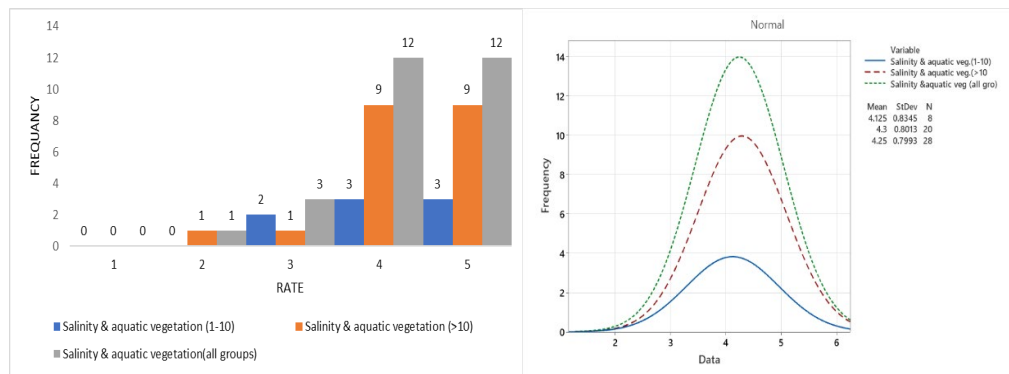 14
12
10
8
6
4
2
0
FREQUANCY
0 0 0 0 1 1 2 1 3 3 9 12 3 9 12
1 2 3 4 5
RATE
Salinity & aquatic vegetation (1-10)
Salinity & aquatic vegetation (>10)
Salinity & aquatic vegetation(all groups)
Normal
14
12
10
8
6
4
2
0
Frequency
2 3 4 5 6
Data
Variable
Salinity & aquatic veg.(1-10)
Salinity & aquatic veg.(>10
Salinity &aquatic veg (all gro)
Mean StDev N
4.125 0.8345 8
4.3 0.8013 20
4.25 0.7993 28